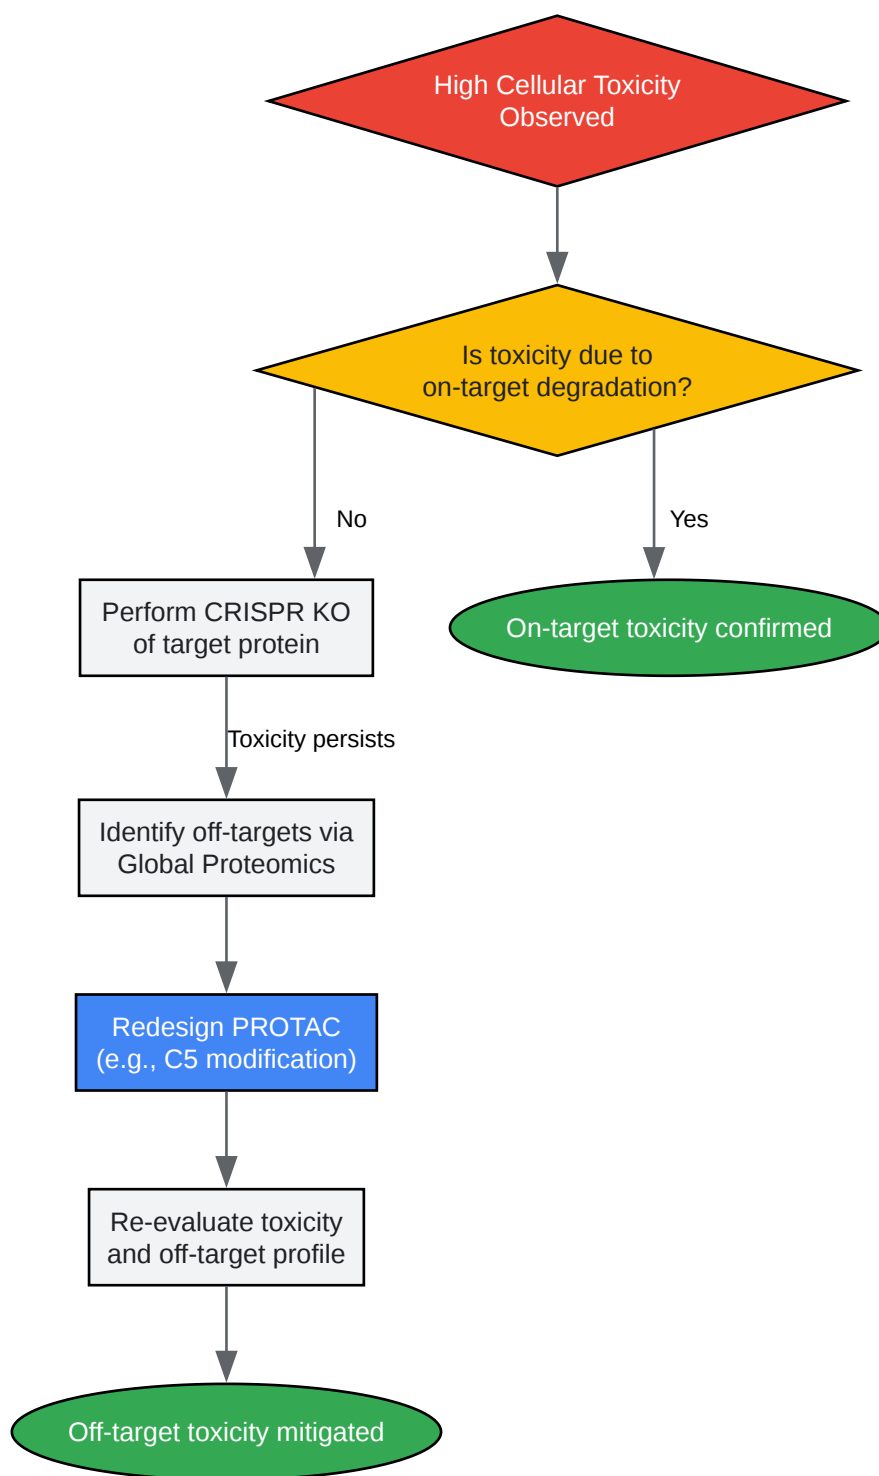 High Cellular Toxicity
Observed
Is toxicity due to
on-target degradation?
No
Yes
Perform CRISPR KO
of target protein
On-target toxicity confirmed
Toxicity persists
Identify off-targets via
Global Proteomics
Redesign PROTAC
(e.g., C5 modification)
Re-evaluate toxicity
and off-target profile
Off-target toxicity mitigated